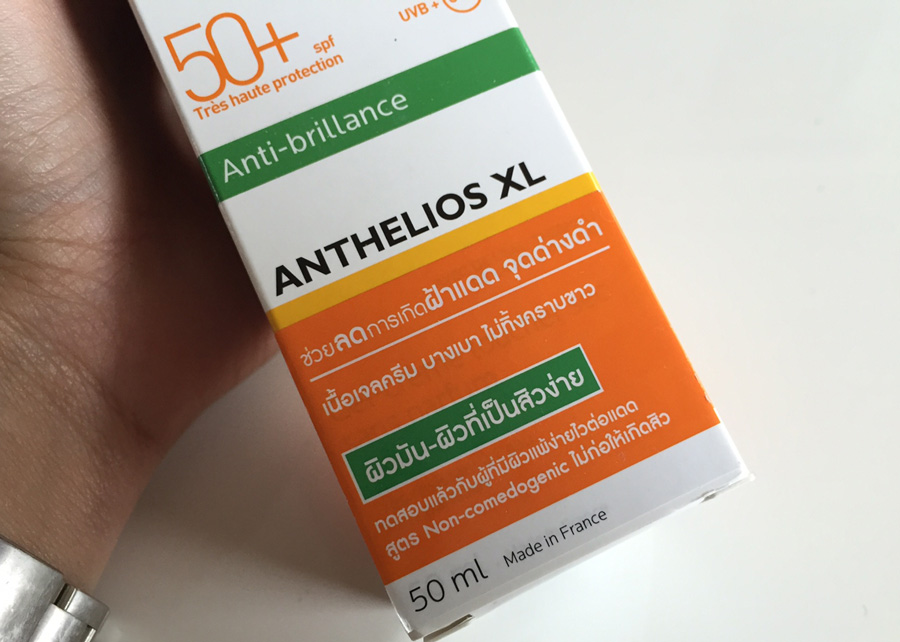 50+ spf
UVB +
Très haute protection
Anti-brillance
ANTHELIOS XL
ช่วยลดการเกิดฝ้าแดด จุดด่างดำ
เนื้อเจลครีม บางเบา ไม่ทิ้งคราบขาว
ผิวมัน-ผิวที่เป็นสิวง่าย
ทดสอบแล้วกับผู้ที่มีผิวแพ้ง่ายไวต่อแดด
สูตร Non-comedogenic ไม่ก่อให้เกิดสิว
50 ml Made in France